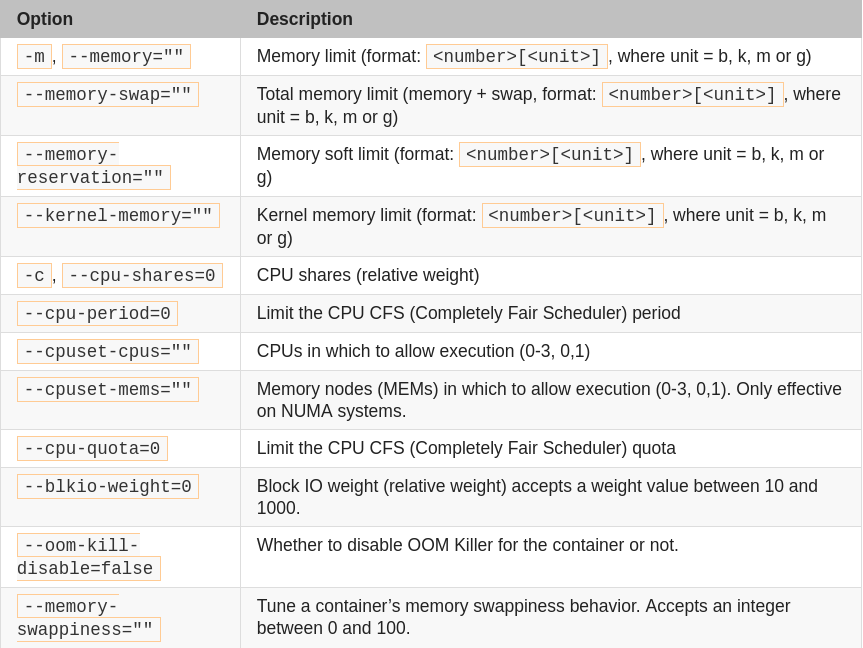 Option Description
-m, --memory="" Memory limit (format: <number>[<unit>], where unit = b, k, m or g)
--memory-swap="" Total memory limit (memory + swap, format: <number>[<unit>], where
unit = b, k, m or g)
--memory- Memory soft limit (format: <number>[<unit>], where unit = b, k, m or
reservation="" g)
--kernel-memory="" Kernel memory limit (format: <number>[<unit>], where unit = b, k, m
or g)
-c, --cpu-shares=0 CPU shares (relative weight)
--cpu-period=0 Limit the CPU CFS (Completely Fair Scheduler) period
--cpuset-cpus="" CPUs in which to allow execution (0-3, 0,1)
--cpuset-mems="" Memory nodes (MEMs) in which to allow execution (0-3, 0,1). Only effective
on NUMA systems.
--cpu-quota=0 Limit the CPU CFS (Completely Fair Scheduler) quota
--blkio-weight=0 Block IO weight (relative weight) accepts a weight value between 10 and
1000.
--oom-kill- Whether to disable OOM Killer for the container or not.
disable=false
--memory- Tune a container’s memory swappiness behavior. Accepts an integer
swappiness="" between 0 and 100.